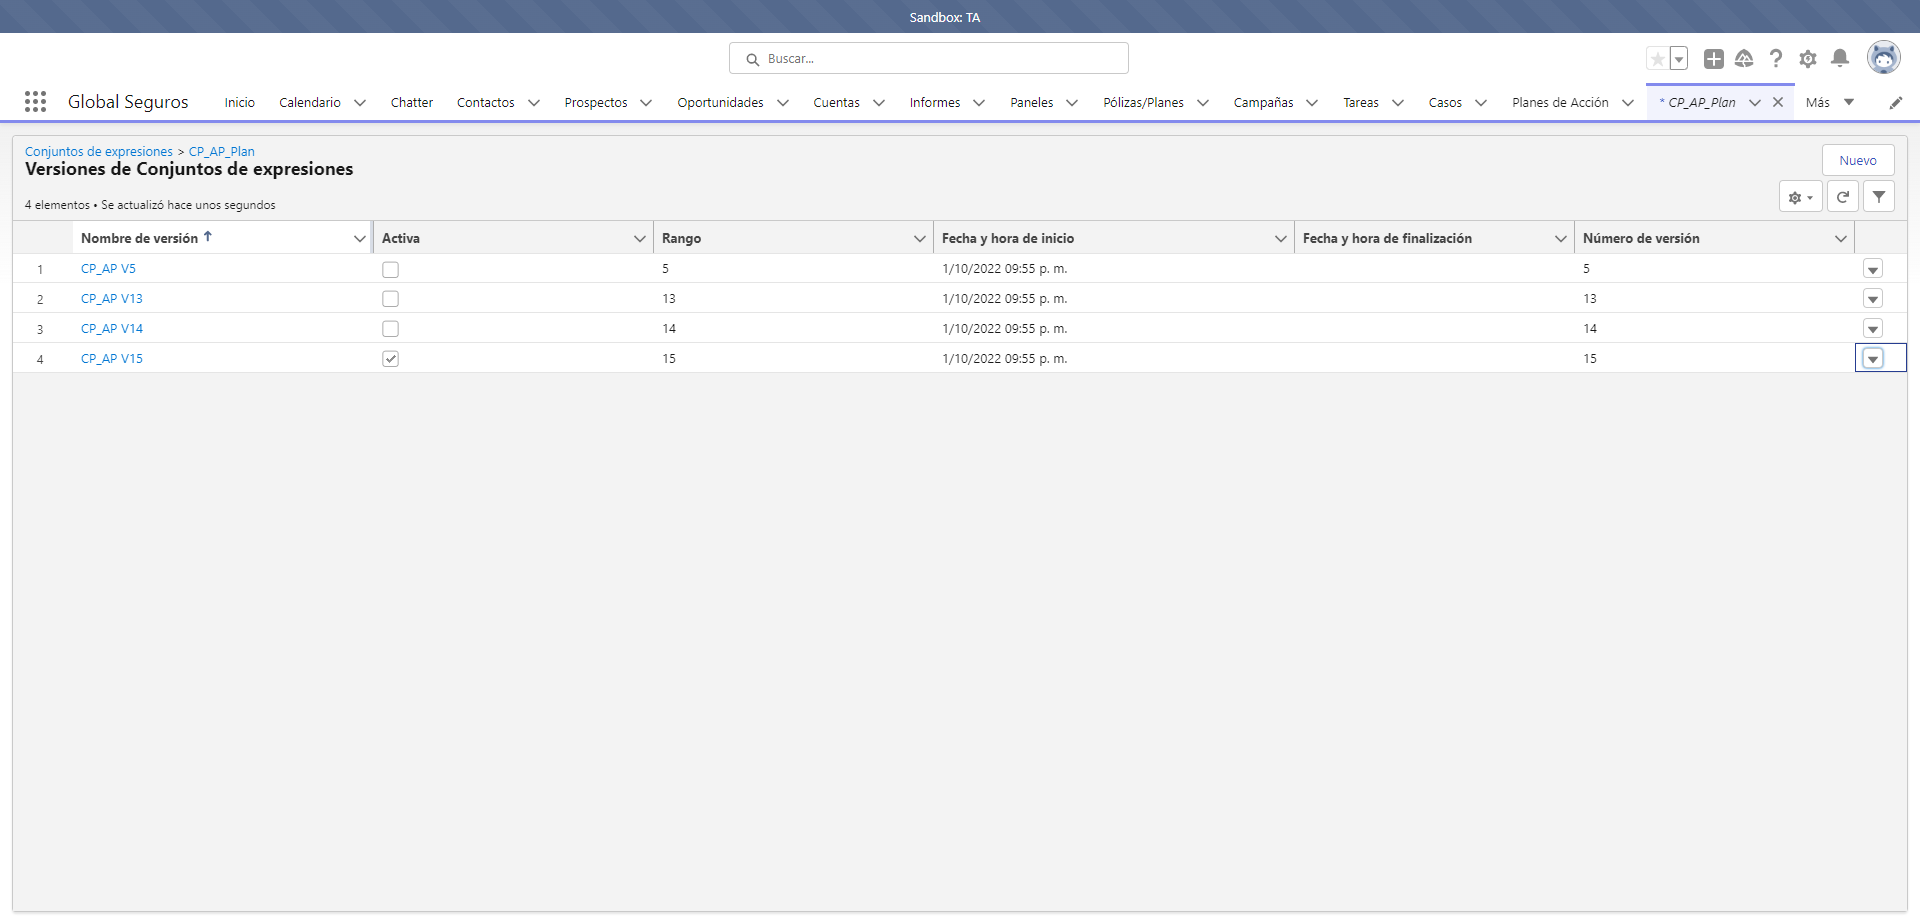 Sandbox: TA
Buscar...
Global Seguros Inicio Calendario Chatter Contactos Prospectos Oportunidades Cuentas Informes Paneles Pólizas/Planes Campañas Tareas Casos Planes de Acción * CP_AP_Plan Más
Conjuntos de expresiones > CP_AP_Plan
Versiones de Conjuntos de expresiones
Nuevo
4 elementos • Se actualizó hace unos segundos
Nombre de versión ↑ Activa Rango Fecha y hora de inicio Fecha y hora de finalización Número de versión
1 CP_AP V5 5 1/10/2022 09:55 p. m. 5
2 CP_AP V13 13 1/10/2022 09:55 p. m. 13
3 CP_AP V14 14 1/10/2022 09:55 p. m. 14
4 CP_AP V15 15 1/10/2022 09:55 p. m. 15